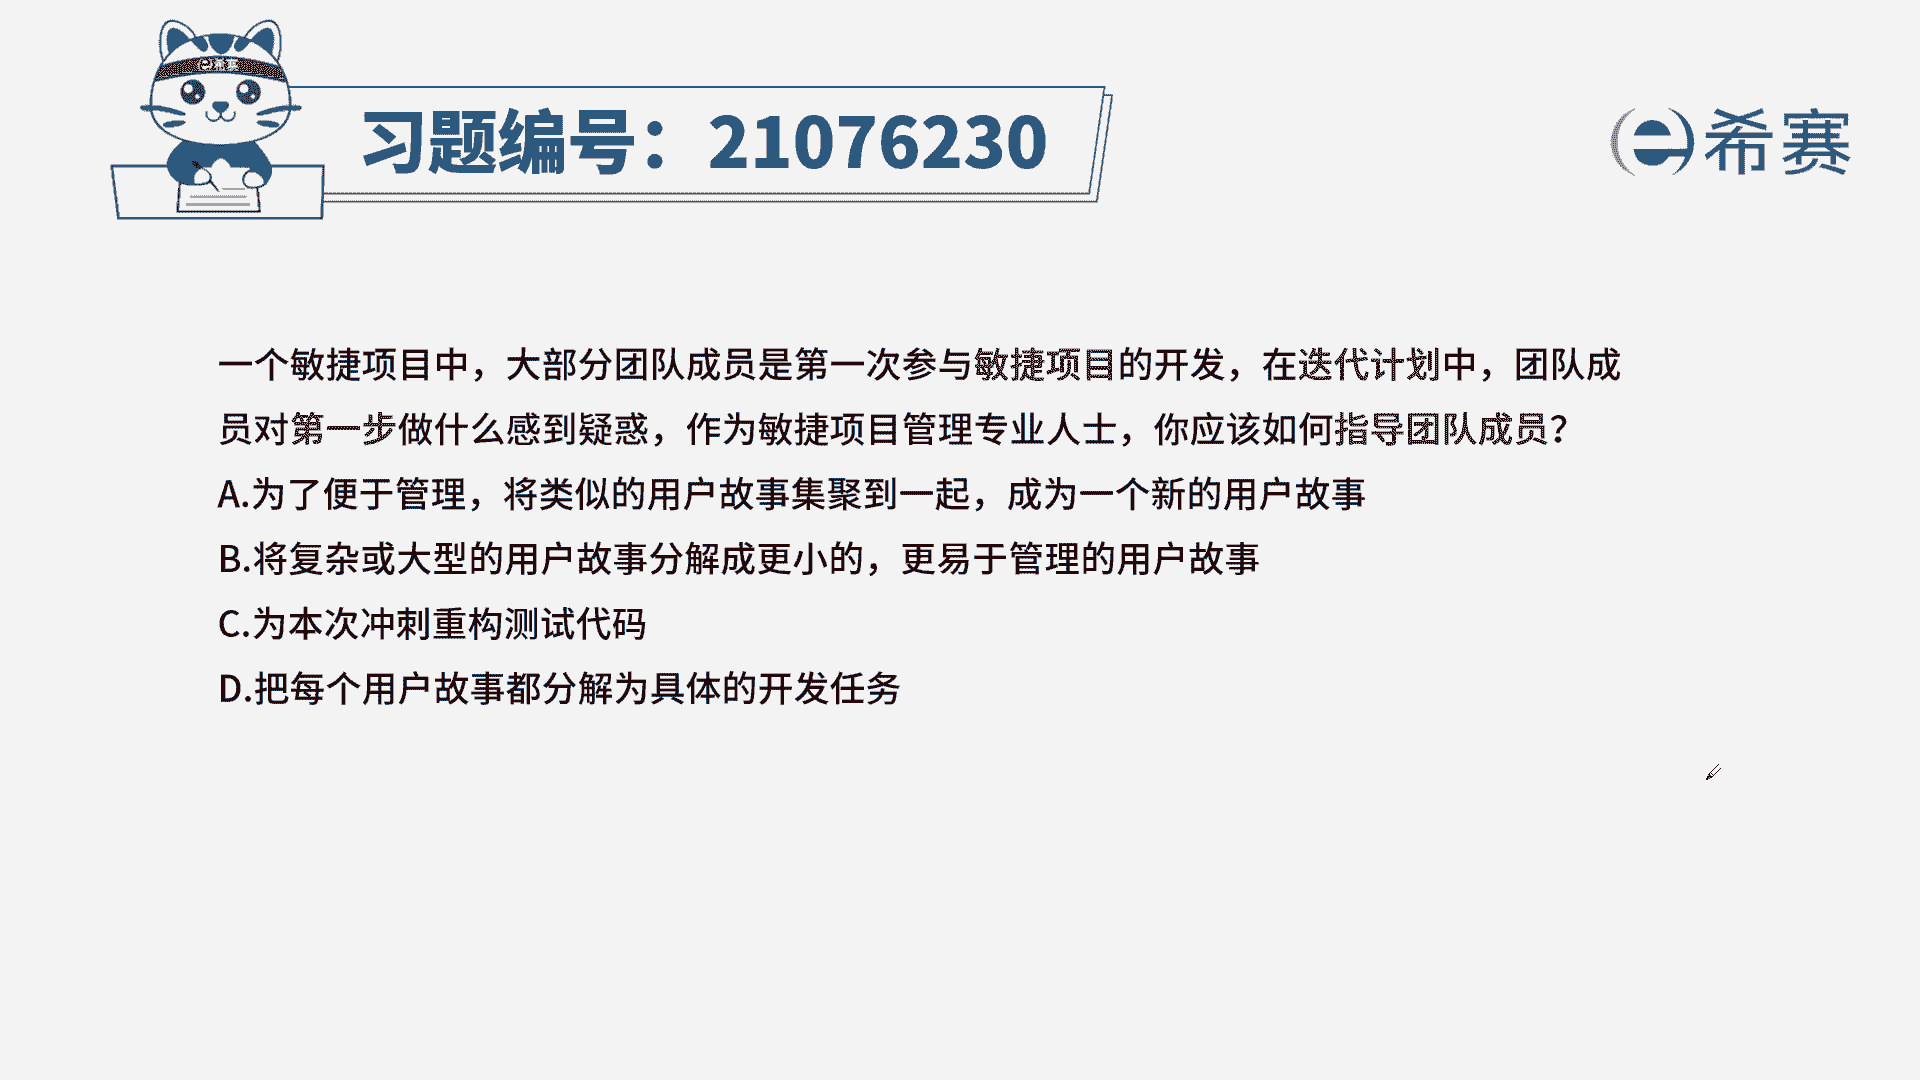 e希赛
习题编号：21076230
e希赛
一个敏捷项目中，大部分团队成员是第一次参与敏捷项目的开发，在迭代计划中，团队成
员对第一步做什么感到疑惑，作为敏捷项目管理专业人士，你应该如何指导团队成员？
A.为了便于管理，将类似的用户故事集聚到一起，成为一个新的用户故事
B.将复杂或大型的用户故事分解成更小的，更易于管理的用户故事
C.为本次冲刺重构测试代码
D.把每个用户故事都分解为具体的开发任务